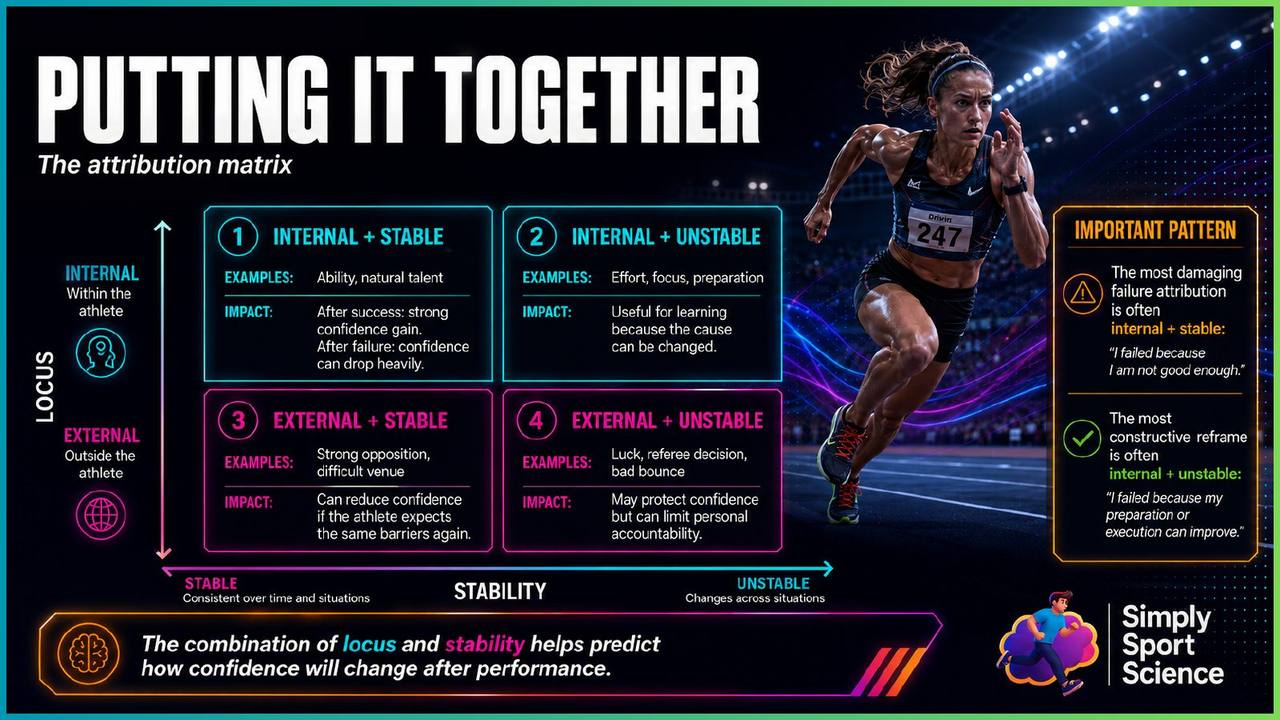 PUTTING IT TOGETHER
The attribution matrix
LOCUS
INTERNAL
Within the
athlete
EXTERNAL
Outside the
athlete
1 INTERNAL + STABLE
EXAMPLES: Ability, natural talent
IMPACT: After success: strong
confidence gain.
After failure: confidence
can drop heavily.
2 INTERNAL + UNSTABLE
EXAMPLES: Effort, focus, preparation
IMPACT: Useful for learning
because the cause
can be changed.
3 EXTERNAL + STABLE
EXAMPLES: Strong opposition,
difficult venue
IMPACT: Can reduce confidence
if the athlete expects
the same barriers again.
4 EXTERNAL + UNSTABLE
EXAMPLES: Luck, referee decision,
bad bounce
IMPACT: May protect confidence
but can limit personal
accountability.
STABLE
Consistent over time and situations
STABILITY
UNSTABLE
Changes across situations
247
IMPORTANT PATTERN
The most damaging
failure attribution
is often
internal + stable:
"I failed because
I am not good enough."
The most
constructive reframe
is often
internal + unstable:
"I failed because my
preparation or
execution can improve."
The combination of locus and stability helps predict
how confidence will change after performance.
Simply
Sport
Science